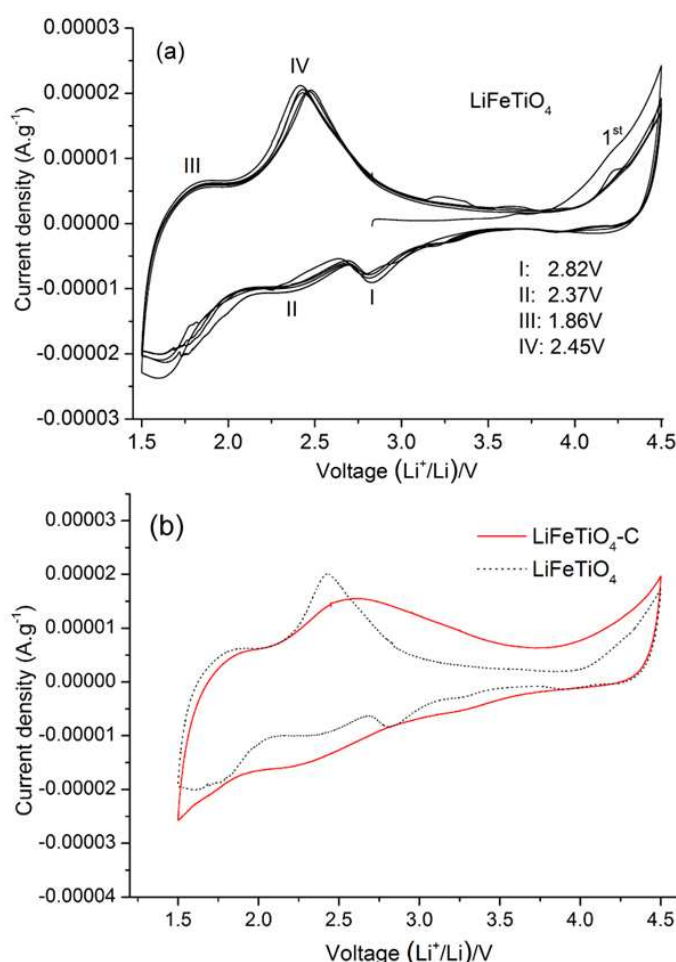 (a)
IV
LiFeTiO₄
III
1st
I
II
I: 2.82V
II: 2.37V
III: 1.86V
IV: 2.45V
0.00003
0.00002
0.00001
0.00000
-0.00001
-0.00002
-0.00003
Current density (A.g⁻¹)
1.5 2.0 2.5 3.0 3.5 4.0 4.5
Voltage (Li⁺/Li)/V
(b)
LiFeTiO₄-C
LiFeTiO₄
0.00003
0.00002
0.00001
0.00000
-0.00001
-0.00002
-0.00003
-0.00004
Current density (A.g⁻¹)
1.5 2.0 2.5 3.0 3.5 4.0 4.5
Voltage (Li⁺/Li)/V